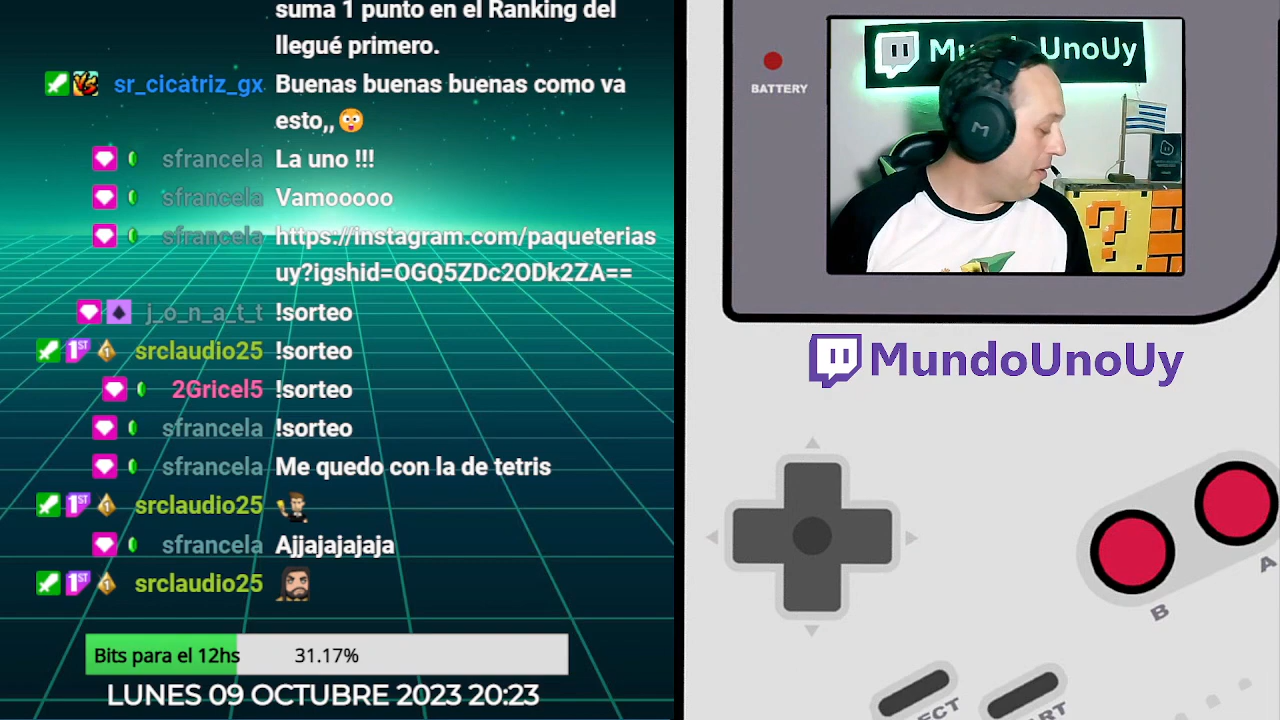 suma 1 punto en el Ranking del
llegué primero.
sr_cicatriz_gx Buenas buenas buenas como va
esto,,
sfrancela La uno !!!
sfrancela Vamooooo
sfrancela https://instagram.com/paqueterias
uy?igshid=OGQ5ZDc2ODk2ZA==
j_o_n_a_t_t !sorteo
srclaudio25 !sorteo
2Gricel5 !sorteo
sfrancela !sorteo
sfrancela Me quedo con la de tetris
srclaudio25
sfrancela Ajjajajajaja
srclaudio25
Bits para el 12hs 31.17%
LUNES 09 OCTUBRE 2023 20:23
BATTERY
MundoUnoUy
B
A